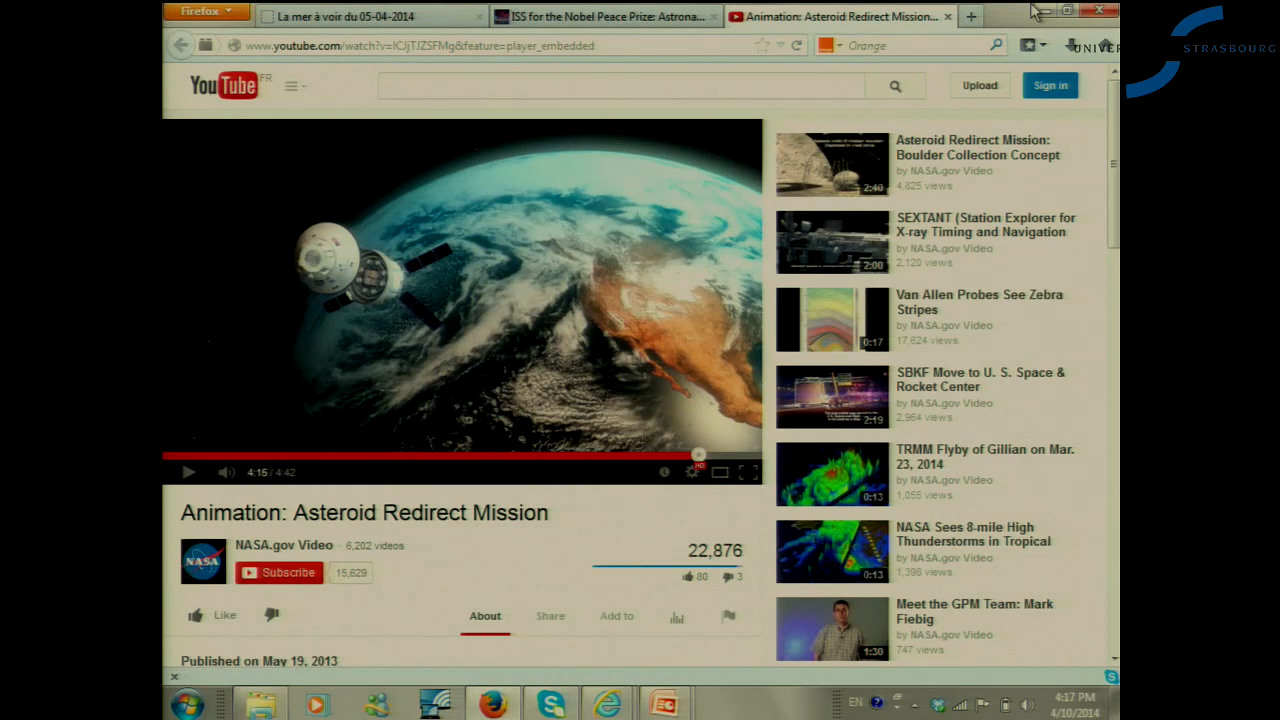 Firefox
La mer à voir du 05-04-2014
ISS for the Nobel Peace Prize: Astrona...
Animation: Asteroid Redirect Mission...
www.youtube.com/watch?v=ICJjTJZSFMg&feature=player_embedded
Orange
UNIVER
STRASBOURG
YouTube FR
Upload
Sign in
Asteroid Redirect Mission:
Boulder Collection Concept
by NASA.gov Video
4,825 views
2:40
SEXTANT (Station Explorer for
X-ray Timing and Navigation
by NASA.gov Video
2,120 views
2:00
Van Allen Probes See Zebra
Stripes
by NASA.gov Video
17,624 views
0:17
SBKF Move to U. S. Space &
Rocket Center
by NASA.gov Video
2,964 views
2:19
TRMM Flyby of Gillian on Mar.
23, 2014
by NASA.gov Video
1,055 views
0:13
NASA Sees 8-mile High
Thunderstorms in Tropical
by NASA.gov Video
1,398 views
0:13
Meet the GPM Team: Mark
Fiebig
by NASA.gov Video
747 views
1:30
4:15 / 4:42
HD
Animation: Asteroid Redirect Mission
NASA
NASA.gov Video · 6,202 videos
Subscribe 15,629
22,876
80 3
Like
About Share Add to
Published on May 19, 2013
EN
4:17 PM
4/10/2014